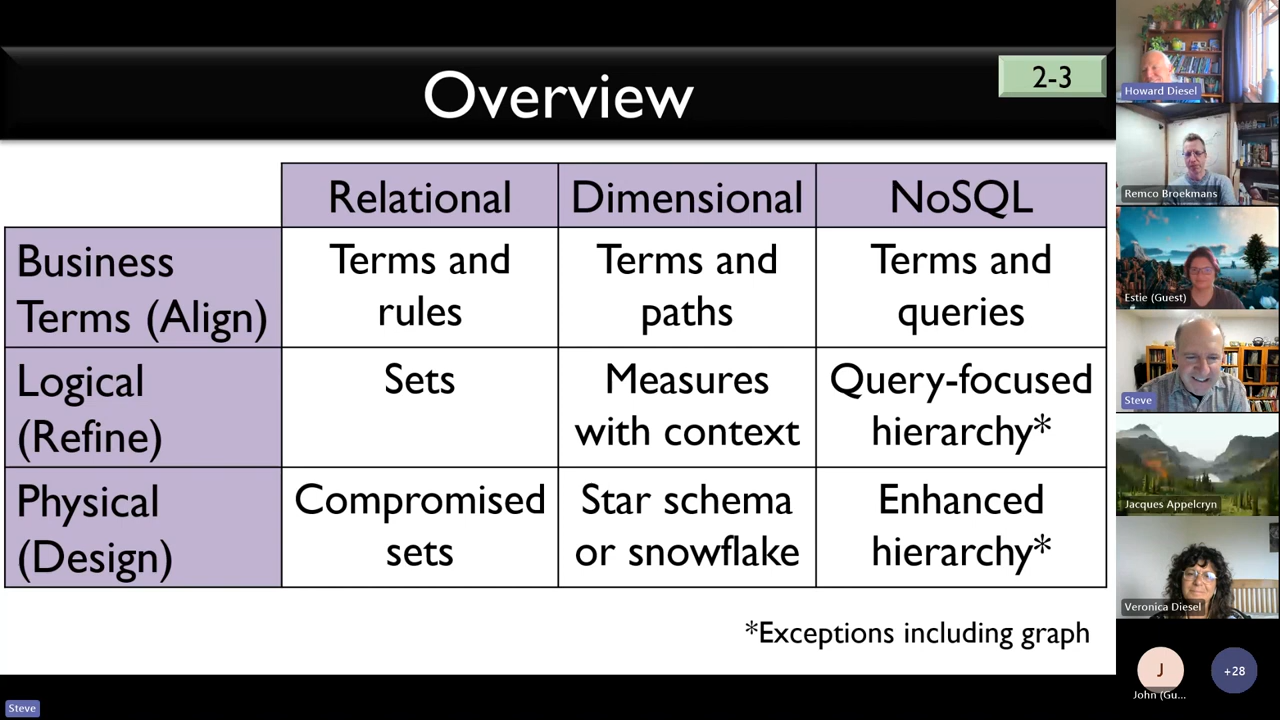 Overview
2-3
Relational
Dimensional
NoSQL
Business
Terms (Align)
Terms and
rules
Terms and
paths
Terms and
queries
Logical
(Refine)
Sets
Measures
with context
Query-focused
hierarchy*
Physical
(Design)
Compromised
sets
Star schema
or snowflake
Enhanced
hierarchy*
*Exceptions including graph
Steve
Howard Diesel
Remco Broekmans
Estie (Guest)
Steve
Jacques Appelcryn
Veronica Diesel
J
John (Gu...
+28